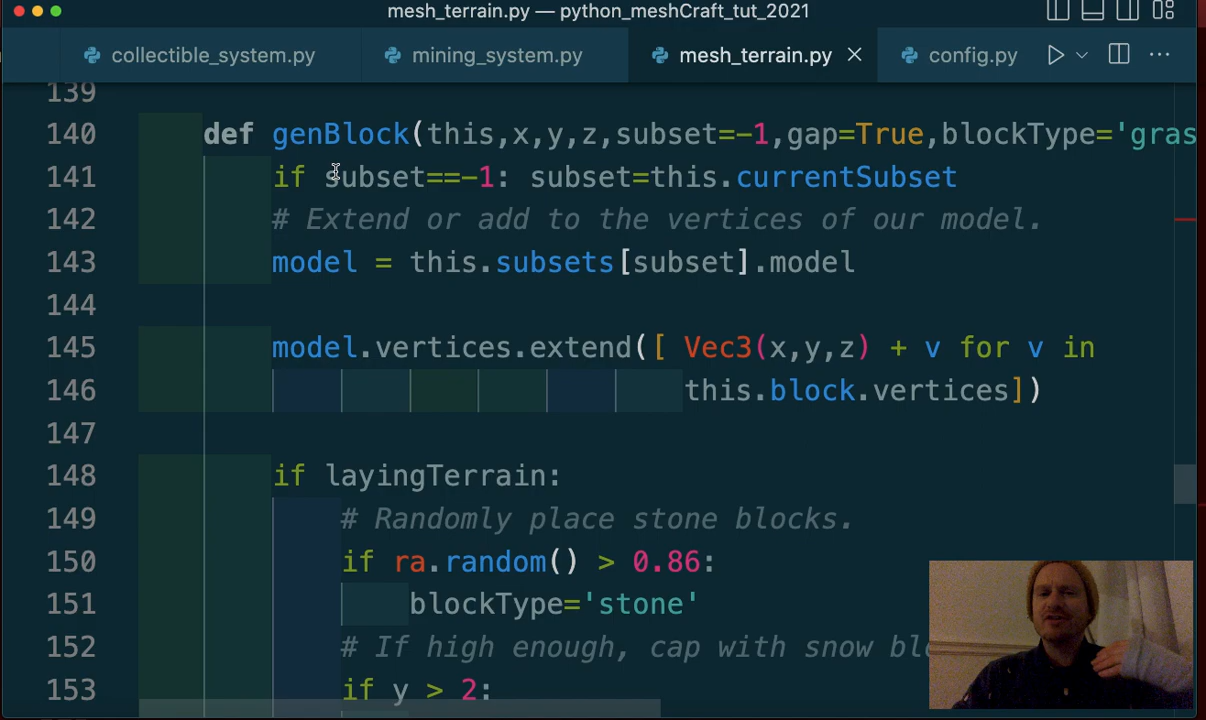 mesh_terrain.py — python_meshCraft_tut_2021
collectible_system.py mining_system.py mesh_terrain.py config.py
139
140 def genBlock(this,x,y,z,subset=-1,gap=True,blockType='gras
141 if subset==-1: subset=this.currentSubset
142 # Extend or add to the vertices of our model.
143 model = this.subsets[subset].model
144
145 model.vertices.extend([ Vec3(x,y,z) + v for v in
146 this.block.vertices])
147
148 if layingTerrain:
149 # Randomly place stone blocks.
150 if ra.random() > 0.86:
151 blockType='stone'
152 # If high enough, cap with snow blo
153 if y > 2: